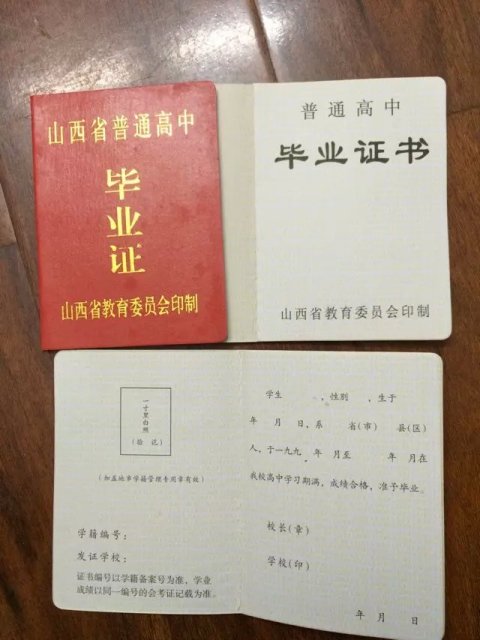 山西省普通高中
毕业证
山西省教育委员会印制
普通高中
毕业证书
山西省教育委员会印制
一寸黑白照
(脸记)
(加盖地市学籍管理专用章有效)
学籍编号:
发证学校:
证书编号以学籍备案号为准,学业
成绩以同一编号的会考证记载为准。
学生 ,性别 ,生于
年 月 日,系 省(市) 县(区)
人,于一九九 年 月至 年 月在
我校高中学习期满,成绩合格,准予毕业。
校长(章)
学校(印)
年 月 日